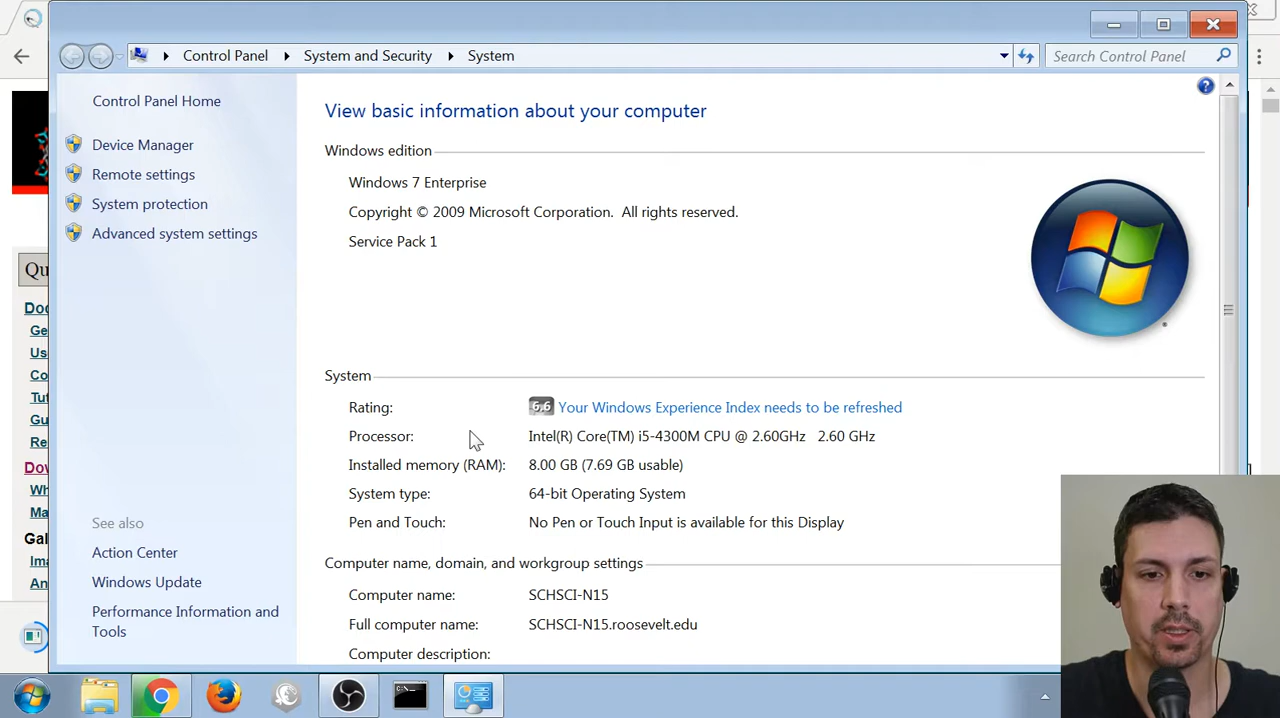 Control Panel
System and Security
System
Search Control Panel
Control Panel Home
Device Manager
Remote settings
System protection
Advanced system settings
See also
Action Center
Windows Update
Performance Information and
Tools
View basic information about your computer
Windows edition
Windows 7 Enterprise
Copyright © 2009 Microsoft Corporation. All rights reserved.
Service Pack 1
System
Rating: 6.6 Your Windows Experience Index needs to be refreshed
Processor: Intel(R) Core(TM) i5-4300M CPU @ 2.60GHz 2.60 GHz
Installed memory (RAM): 8.00 GB (7.69 GB usable)
System type: 64-bit Operating System
Pen and Touch: No Pen or Touch Input is available for this Display
Computer name, domain, and workgroup settings
Computer name: SCHSCI-N15
Full computer name: SCHSCI-N15.roosevelt.edu
Computer description: